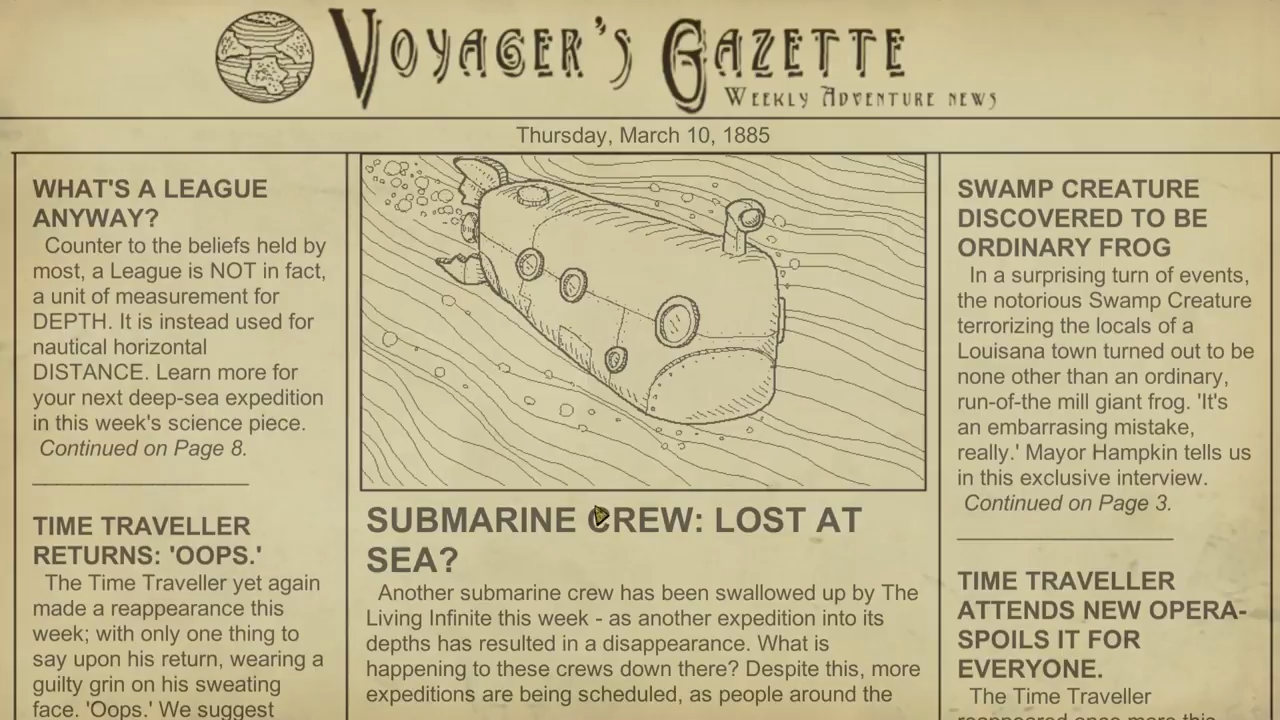 VOYAGER'S GAZETTE
WEEKLY ADVENTURE NEWS
Thursday, March 10, 1885
WHAT'S A LEAGUE
ANYWAY?
Counter to the beliefs held by
most, a League is NOT in fact,
a unit of measurement for
DEPTH. It is instead used for
nautical horizontal
DISTANCE. Learn more for
your next deep-sea expedition
in this week's science piece.
Continued on Page 8.
TIME TRAVELLER
RETURNS: 'OOPS.'
The Time Traveller yet again
made a reappearance this
week; with only one thing to
say upon his return, wearing a
guilty grin on his sweating
face. 'Oops.' We suggest
SUBMARINE CREW: LOST AT
SEA?
Another submarine crew has been swallowed up by The
Living Infinite this week - as another expedition into its
depths has resulted in a disappearance. What is
happening to these crews down there? Despite this, more
expeditions are being scheduled, as people around the
SWAMP CREATURE
DISCOVERED TO BE
ORDINARY FROG
In a surprising turn of events,
the notorious Swamp Creature
terrorizing the locals of a
Louisana town turned out to be
none other than an ordinary,
run-of-the mill giant frog. 'It's
an embarrasing mistake,
really.' Mayor Hampkin tells us
in this exclusive interview.
Continued on Page 3.
TIME TRAVELLER
ATTENDS NEW OPERA-
SPOILS IT FOR
EVERYONE.
The Time Traveller
reappeared once more this